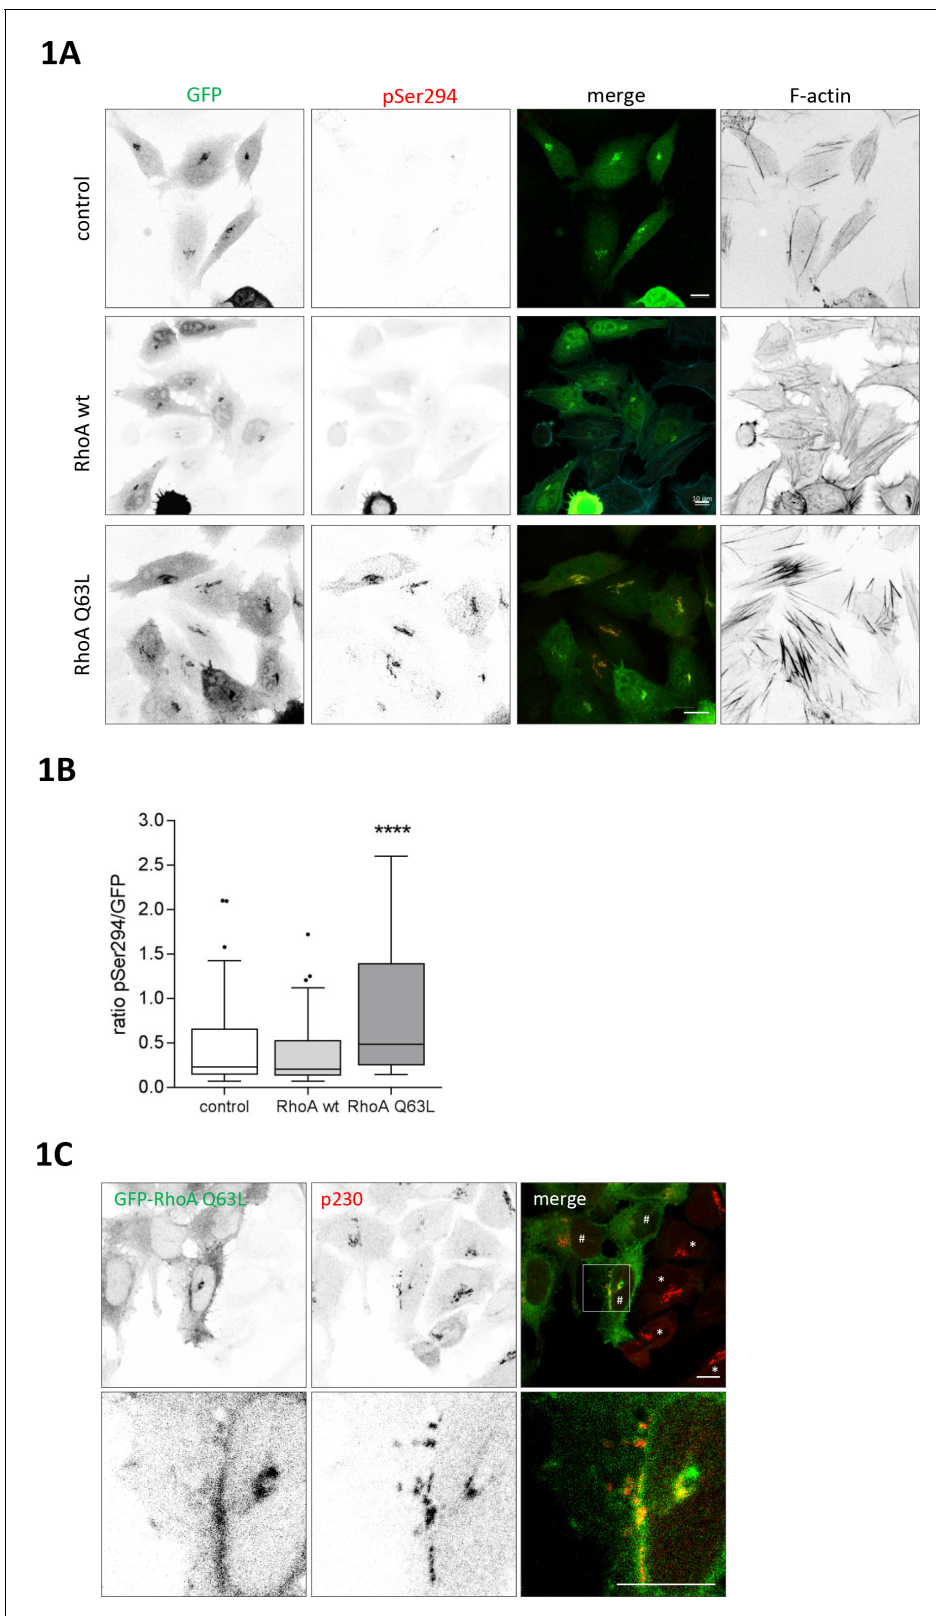 1A
GFP pSer294 merge F-actin
control
RhoA wt
10 µm
RhoA Q63L
1B
ratio pSer294/GFP
3.0
2.5
2.0
1.5
1.0
0.5
0.0
****
control RhoA wt RhoA Q63L
1C
GFP-RhoA Q63L p230 merge
#
#
*
*
#
*
*